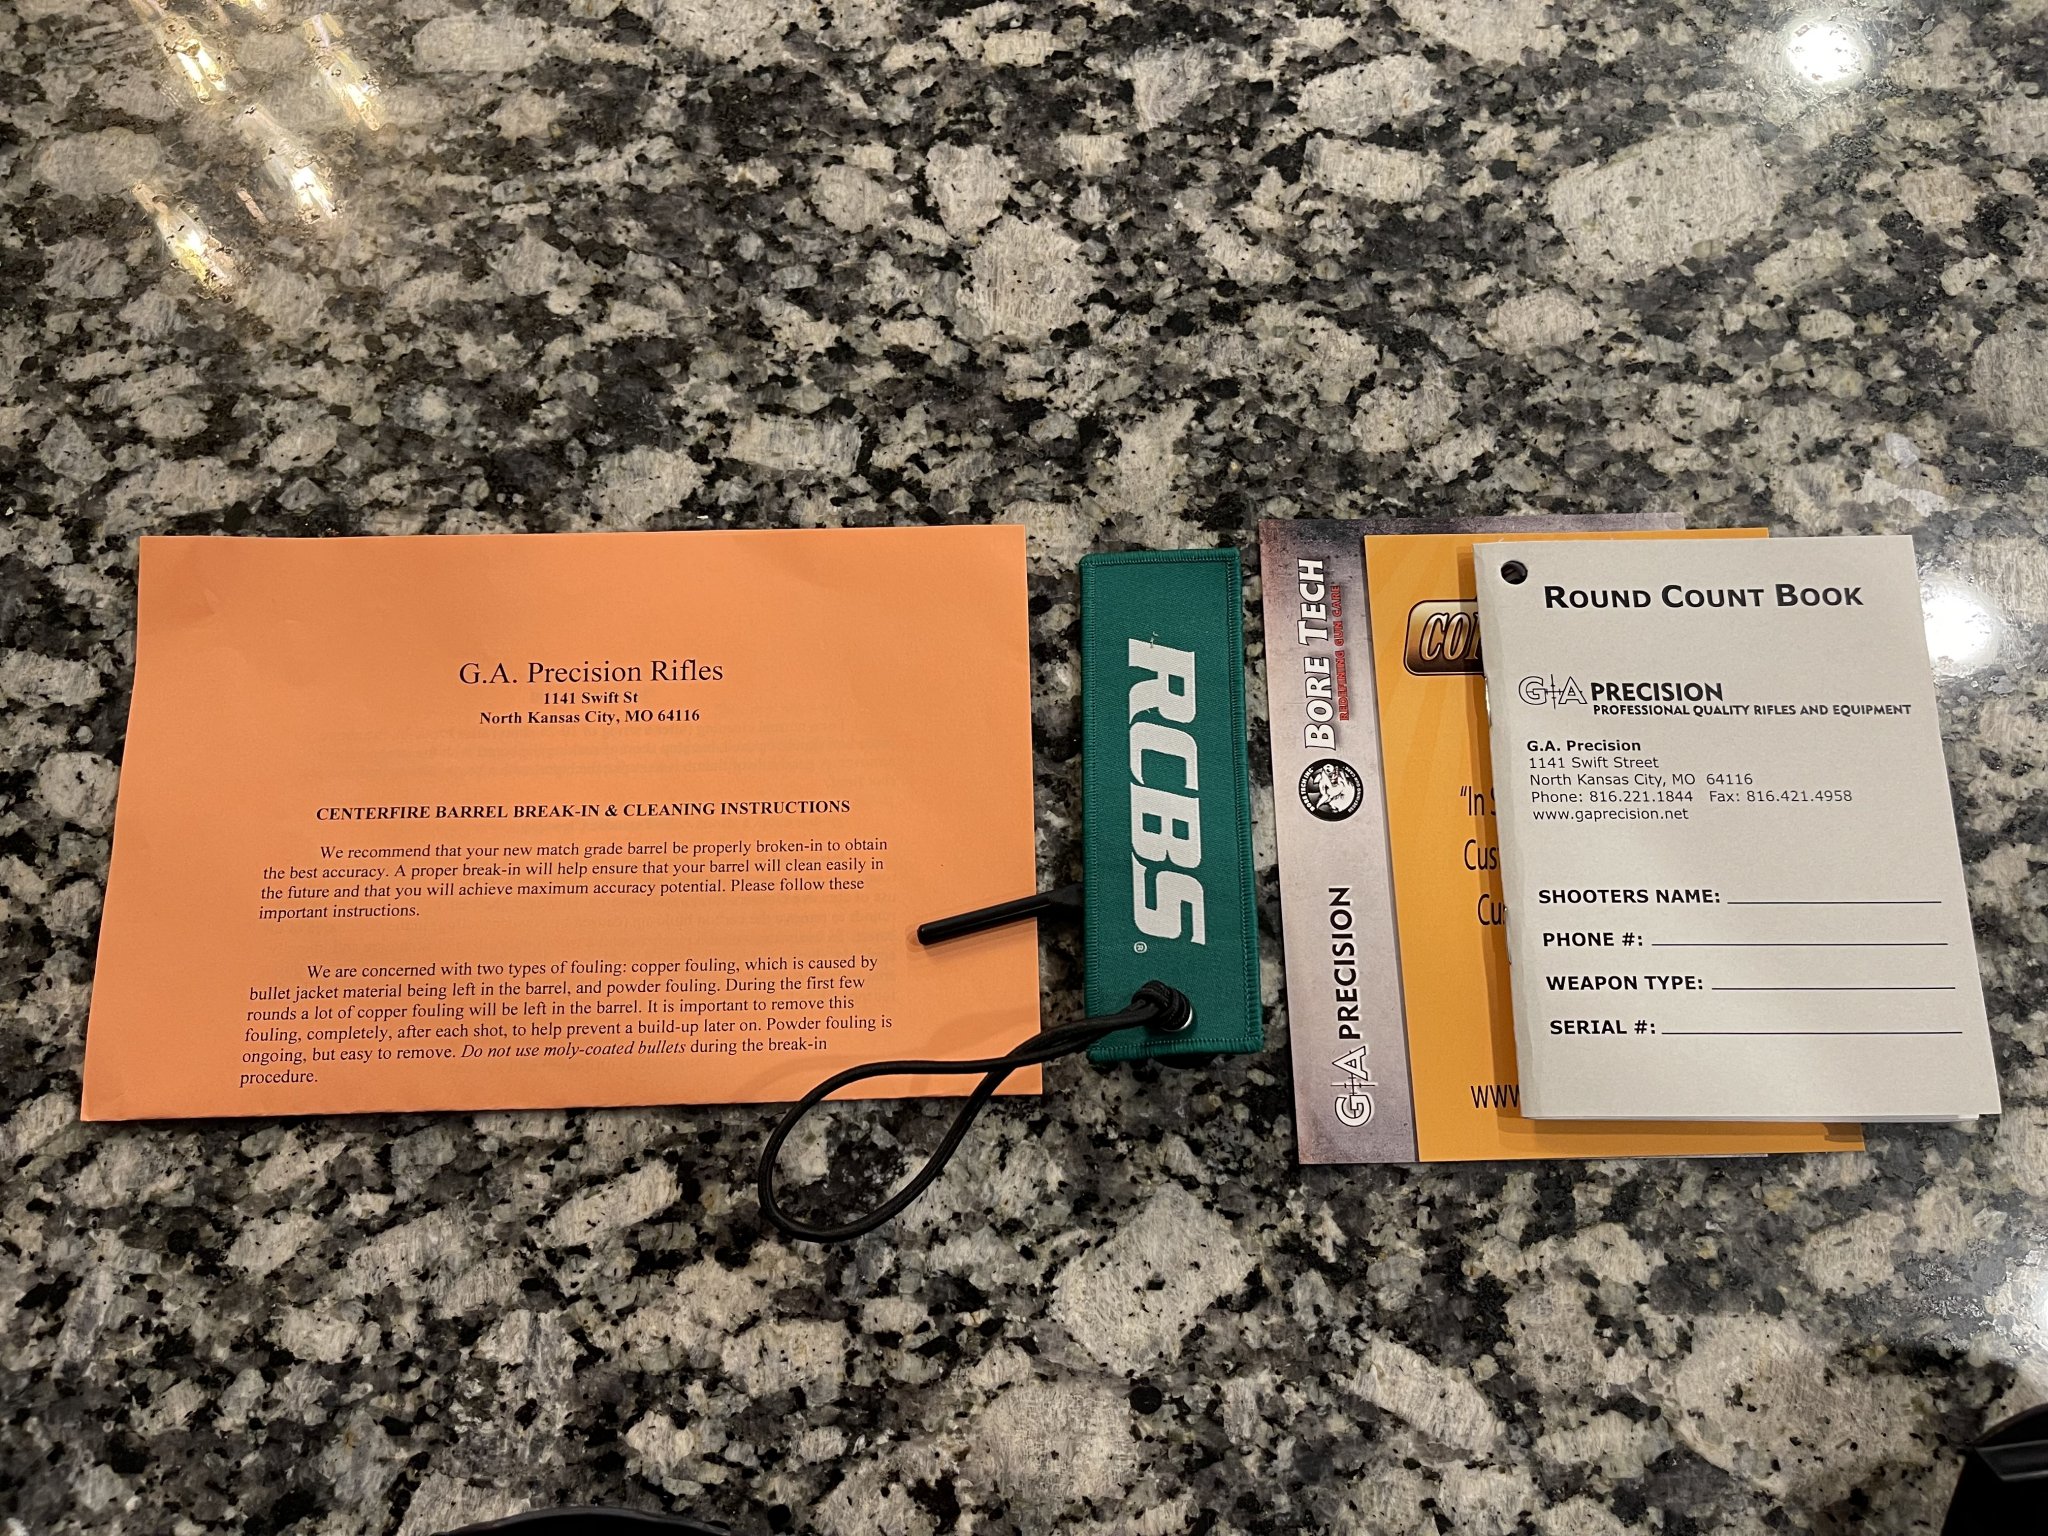 G.A. Precision Rifles
1141 Swift St
North Kansas City, MO 64116
CENTERFIRE BARREL BREAK-IN & CLEANING INSTRUCTIONS
We recommend that your new match grade barrel be properly broken-in to obtain
the best accuracy. A proper break-in will help ensure that your barrel will clean easily in
the future and that you will achieve maximum accuracy potential. Please follow these
important instructions.
We are concerned with two types of fouling: copper fouling, which is caused by
bullet jacket material being left in the barrel, and powder fouling. During the first few
rounds a lot of copper fouling will be left in the barrel. It is important to remove this
fouling, completely, after each shot, to help prevent a build-up later on. Powder fouling is
ongoing, but easy to remove. Do not use moly-coated bullets during the break-in
procedure.
RCBS®
BORE TECH
REDEFINING GUN CARE
G+A PRECISION
"In
Cus
Cu
www
ROUND COUNT BOOK
G+A PRECISION
PROFESSIONAL QUALITY RIFLES AND EQUIPMENT
G.A. Precision
1141 Swift Street
North Kansas City, MO 64116
Phone: 816.221.1844 Fax: 816.421.4958
www.gaprecision.net
SHOOTERS NAME:
PHONE #:
WEAPON TYPE:
SERIAL #: